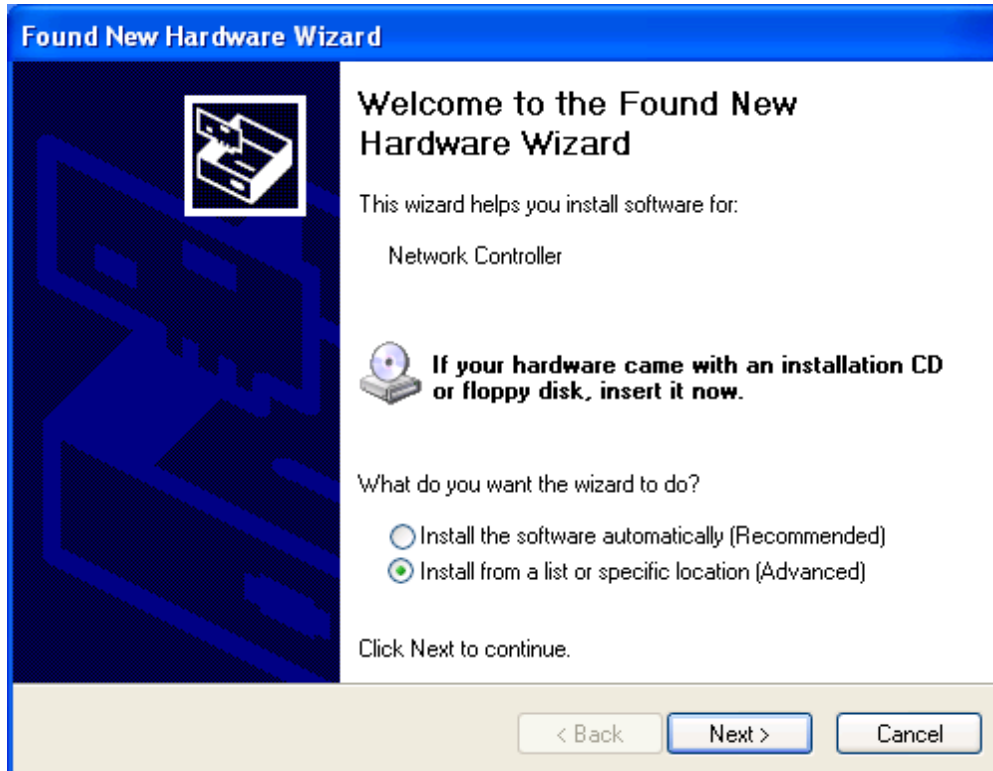 Found New Hardware Wizard
Welcome to the Found New
Hardware Wizard
This wizard helps you install software for:
Network Controller
If your hardware came with an installation CD
or floppy disk, insert it now.
What do you want the wizard to do?
Install the software automatically (Recommended)
Install from a list or specific location (Advanced)
Click Next to continue.
< Back Next > Cancel